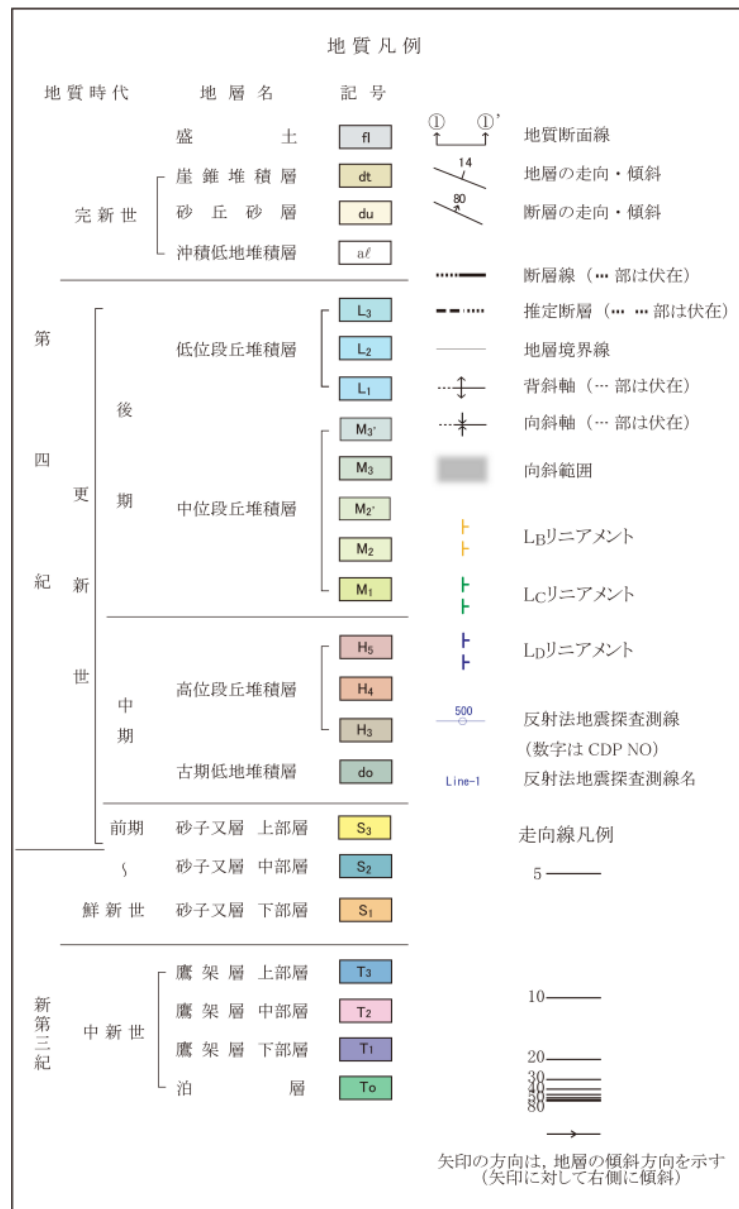 地質凡例
地質時代 地層名 記号
盛土 fl
完新世
崖錐堆積層 dt
砂丘砂層 du
沖積低地堆積層 aℓ
第四紀
更新世
後期
低位段丘堆積層
L3
L2
L1
中位段丘堆積層
M3'
M3
M2'
M2
M1
中期
高位段丘堆積層
H5
H4
H3
古期低地堆積層 do
前期 砂子又層 上部層 S3
～ 砂子又層 中部層 S2
鮮新世 砂子又層 下部層 S1
新第三紀
中新世
鷹架層 上部層 T3
鷹架層 中部層 T2
鷹架層 下部層 T1
泊層 To
① ①' 地質断面線
14 地層の走向・傾斜
80 断層の走向・傾斜
断層線（… 部は伏在）
推定断層（… … 部は伏在）
地層境界線
背斜軸（… 部は伏在）
向斜軸（… 部は伏在）
向斜範囲
LBリニアメント
LCリニアメント
LDリニアメント
500 反射法地震探査測線
（数字は CDP NO）
Line-1 反射法地震探査測線名
走向線凡例
5
10
20
30
40
50
80
矢印の方向は，地層の傾斜方向を示す
（矢印に対して右側に傾斜）